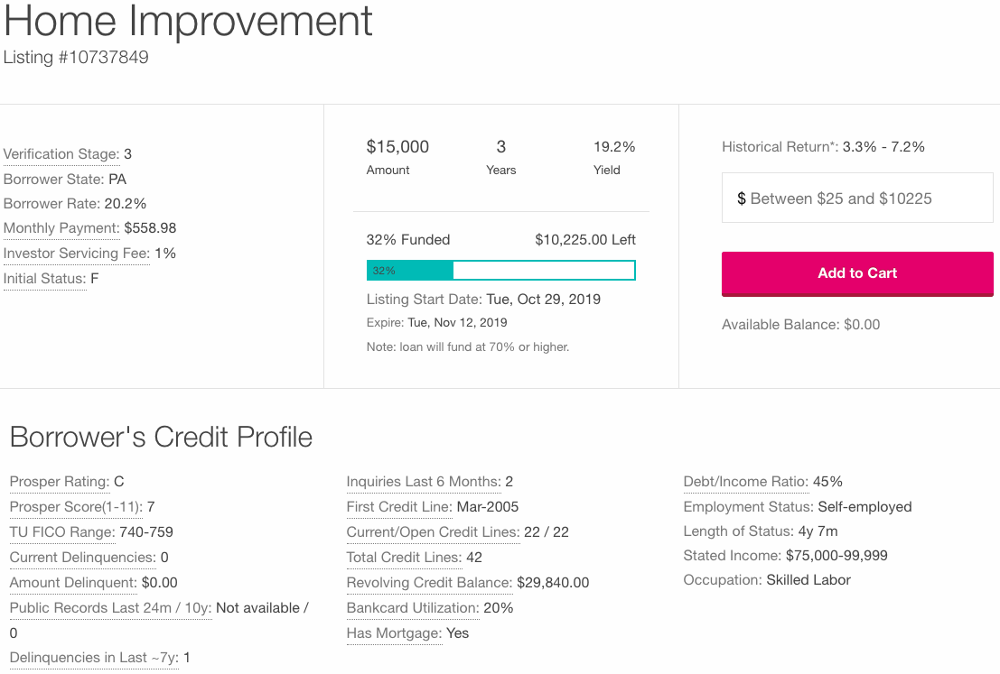 Home Improvement
Listing #10737849
Verification Stage: 3
Borrower State: PA
Borrower Rate: 20.2%
Monthly Payment: $558.98
Investor Servicing Fee: 1%
Initial Status: F
$15,000 3 19.2%
Amount Years Yield
32% Funded $10,225.00 Left
32%
Listing Start Date: Tue, Oct 29, 2019
Expire: Tue, Nov 12, 2019
Note: loan will fund at 70% or higher.
Historical Return*: 3.3% - 7.2%
$ Between $25 and $10225
Add to Cart
Available Balance: $0.00
Borrower's Credit Profile
Prosper Rating: C
Prosper Score(1-11): 7
TU FICO Range: 740-759
Current Delinquencies: 0
Amount Delinquent: $0.00
Public Records Last 24m / 10y: Not available /
0
Delinquencies in Last ~7y: 1
Inquiries Last 6 Months: 2
First Credit Line: Mar-2005
Current/Open Credit Lines: 22 / 22
Total Credit Lines: 42
Revolving Credit Balance: $29,840.00
Bankcard Utilization: 20%
Has Mortgage: Yes
Debt/Income Ratio: 45%
Employment Status: Self-employed
Length of Status: 4y 7m
Stated Income: $75,000-99,999
Occupation: Skilled Labor